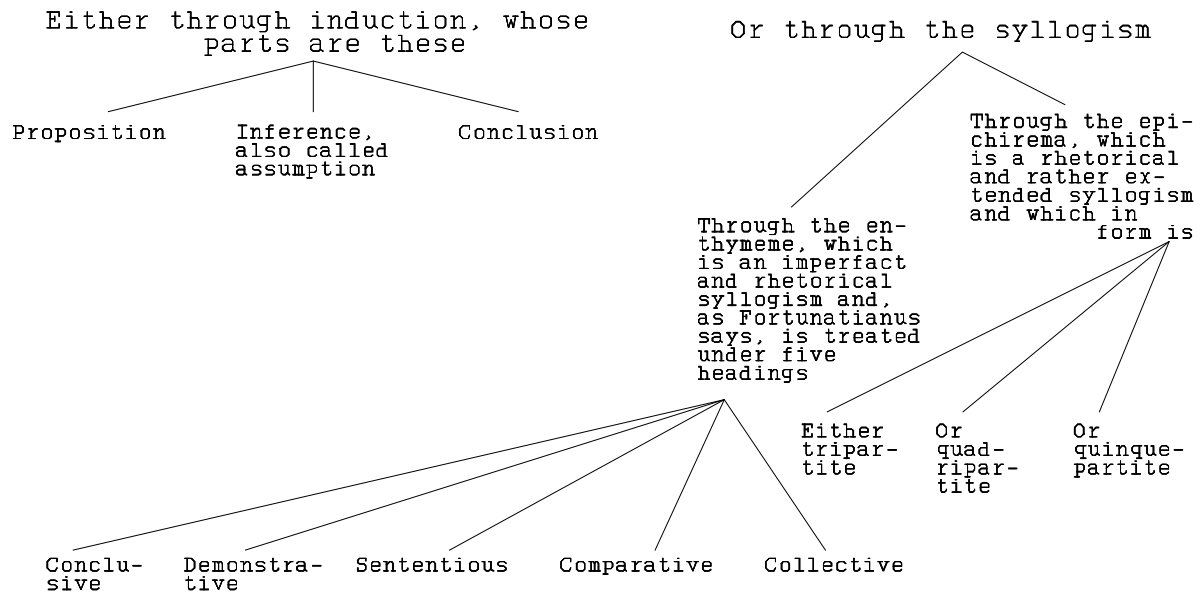 Either through induction, whose
parts are these
Or through the syllogism
Proposition
Inference,
also called
assumption
Conclusion
Through the epi-
chirema, which
is a rhetorical
and rather ex-
tended syllogism
and which in
form is
Through the en-
thymeme, which
is an imperfact
and rhetorical
syllogism and,
as Fortunatianus
says, is treated
under five
headings
Either
tripar-
tite
Or
quad-
ripar-
tite
Or
quinque-
partite
Conclu-
sive
Demonstra-
tive
Sententious
Comparative
Collective